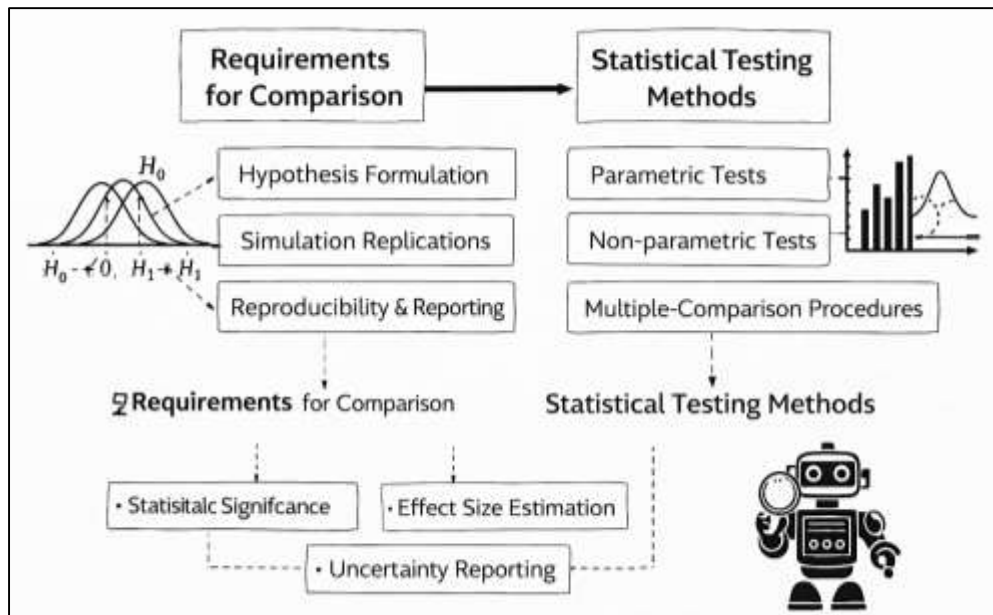 Requirements
for Comparison
Statistical Testing
Methods
H₀
Hypothesis Formulation
Simulation Replications
Reproducibility & Reporting
Parametric Tests
Non-parametric Tests
Multiple-Comparison Procedures
Requirements for Comparison
Statistical Testing Methods
• Statisitalc Signifcance
• Effect Size Estimation
• Uncertainty Reporting